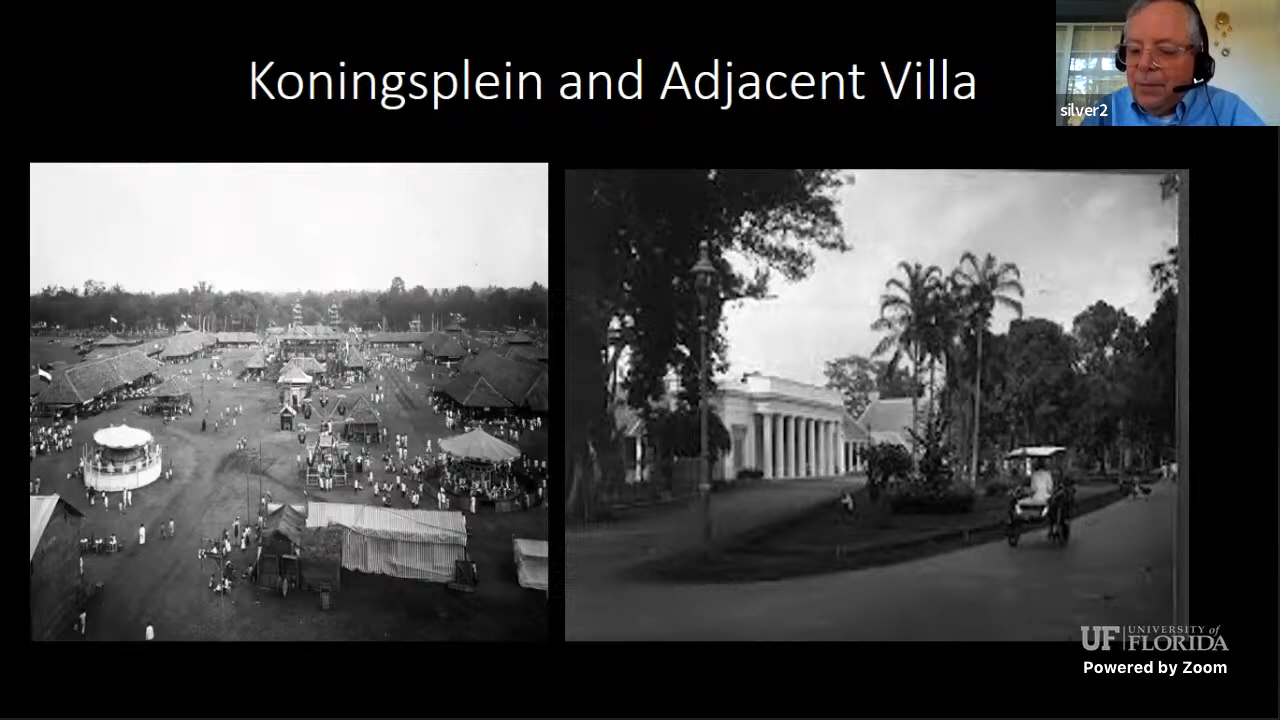 Koningsplein and Adjacent Villa
silver2
UF UNIVERSITY of
FLORIDA
Powered by Zoom